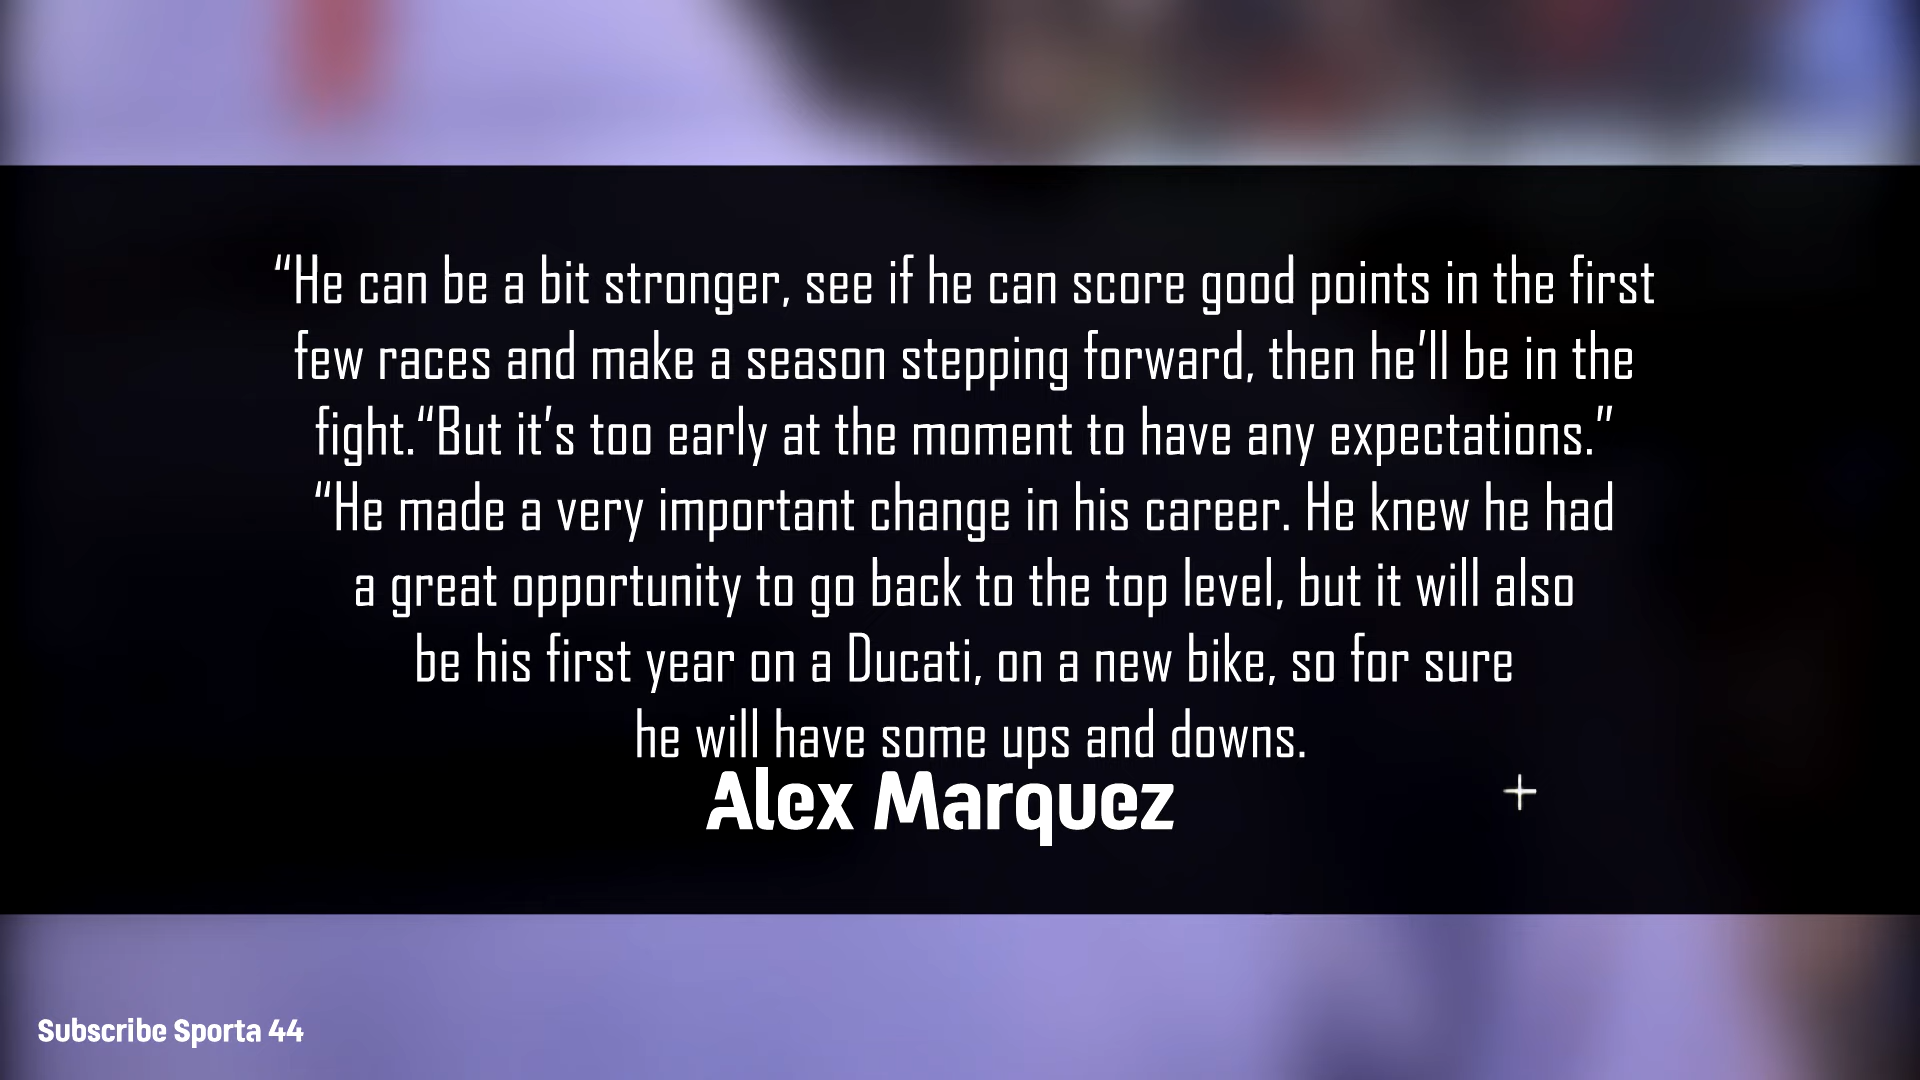 “He can be a bit stronger, see if he can score good points in the first
few races and make a season stepping forward, then he’ll be in the
fight.“But it’s too early at the moment to have any expectations.”
“He made a very important change in his career. He knew he had
a great opportunity to go back to the top level, but it will also
be his first year on a Ducati, on a new bike, so for sure
he will have some ups and downs.
Alex Marquez
Subscribe Sporta 44